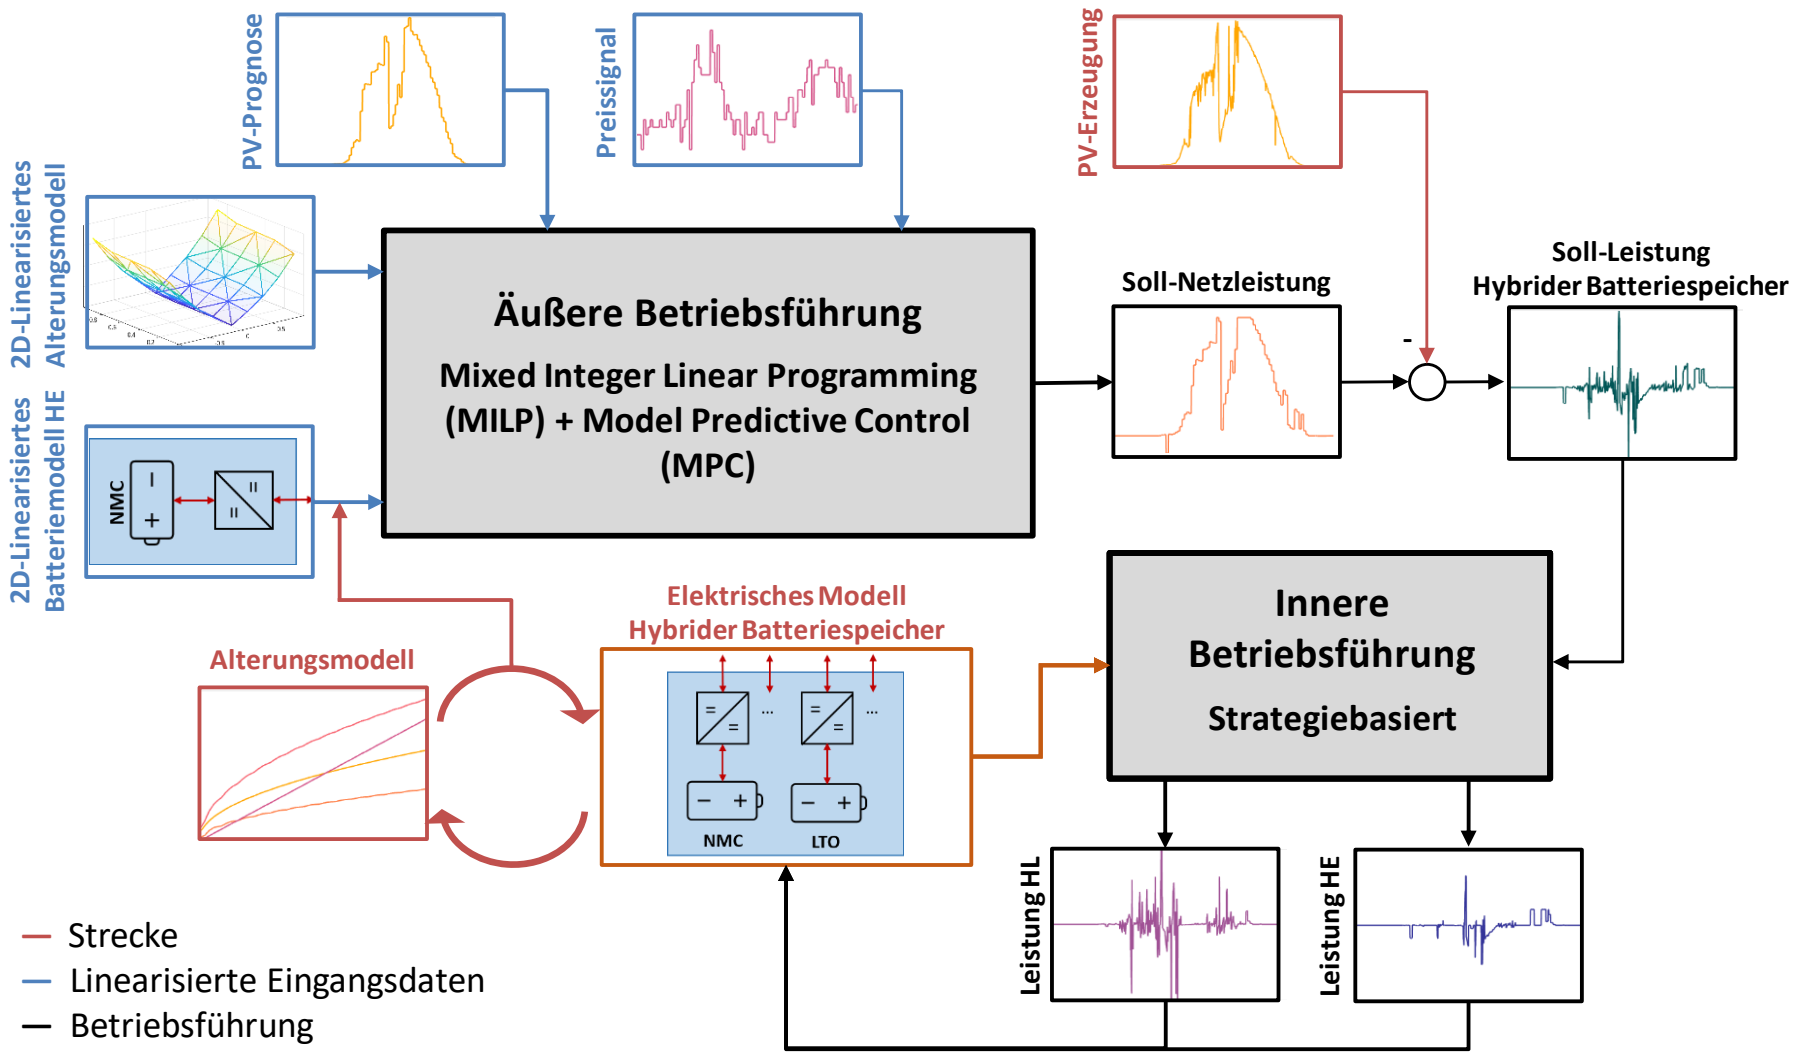 PV-Prognose
Preissignal
PV-Erzeugung
2D-Linearisiertes
Alterungsmodell
Äußere Betriebsführung
Mixed Integer Linear Programming
(MILP) + Model Predictive Control
(MPC)
Soll-Netzleistung
-
Soll-Leistung
Hybrider Batteriespeicher
2D-Linearisiertes
Batteriemodell HE
NMC
Alterungsmodell
Elektrisches Modell
Hybrider Batteriespeicher
...
...
NMC
LTO
Innere
Betriebsführung
Strategiebasiert
Leistung HL
Leistung HE
Strecke
Linearisierte Eingangsdaten
Betriebsführung